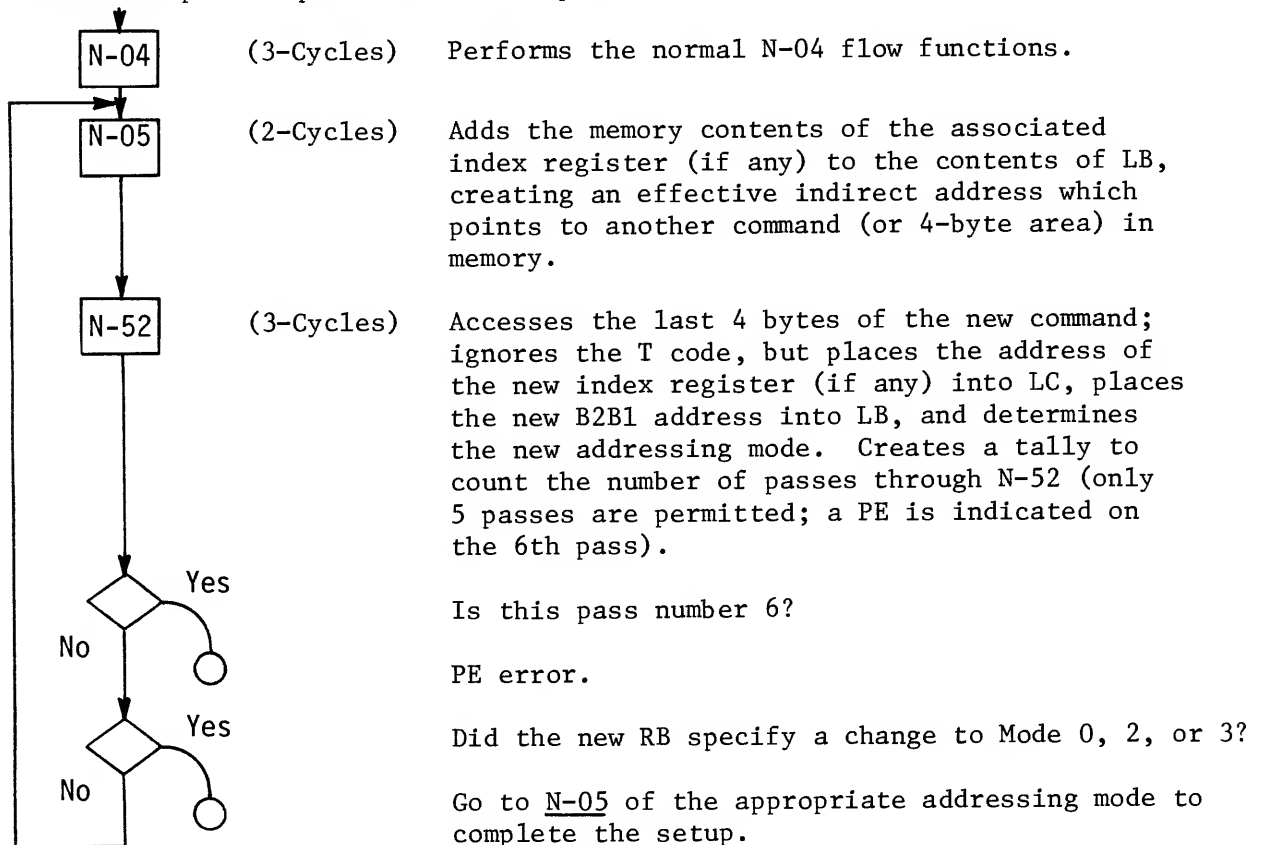 N-04 (3-Cycles) Performs the normal N-04 flow functions.
N-05 (2-Cycles) Adds the memory contents of the associated
index register (if any) to the contents of LB,
creating an effective indirect address which
points to another command (or 4-byte area) in
memory.
N-52 (3-Cycles) Accesses the last 4 bytes of the new command;
ignores the T code, but places the address of
the new index register (if any) into LC, places
the new B2B1 address into LB, and determines
the new addressing mode. Creates a tally to
count the number of passes through N-52 (only
5 passes are permitted; a PE is indicated on
the 6th pass).
Yes
Is this pass number 6?
No
PE error.
Yes
Did the new RB specify a change to Mode 0, 2, or 3?
No
Go to N-05 of the appropriate addressing mode to
complete the setup.